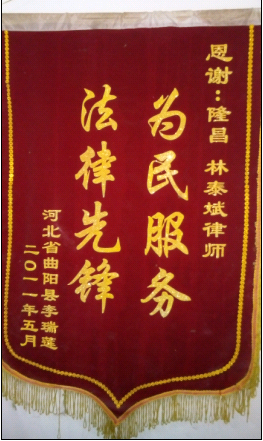 恩谢：隆昌 林泰斌律师
为民服务
法律先锋
河北省曲阳县李瑞莲
二〇一一年五月